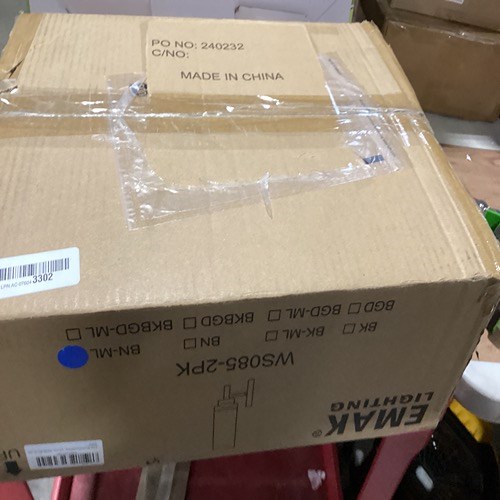 PO NO: 240232
C/NO:
MADE IN CHINA
3302
EMAK®
LIGHTING
WS085-2PK
BK BK-ML BGD BGD-ML
BN BN-ML BKBGD BKBGD-ML
UP